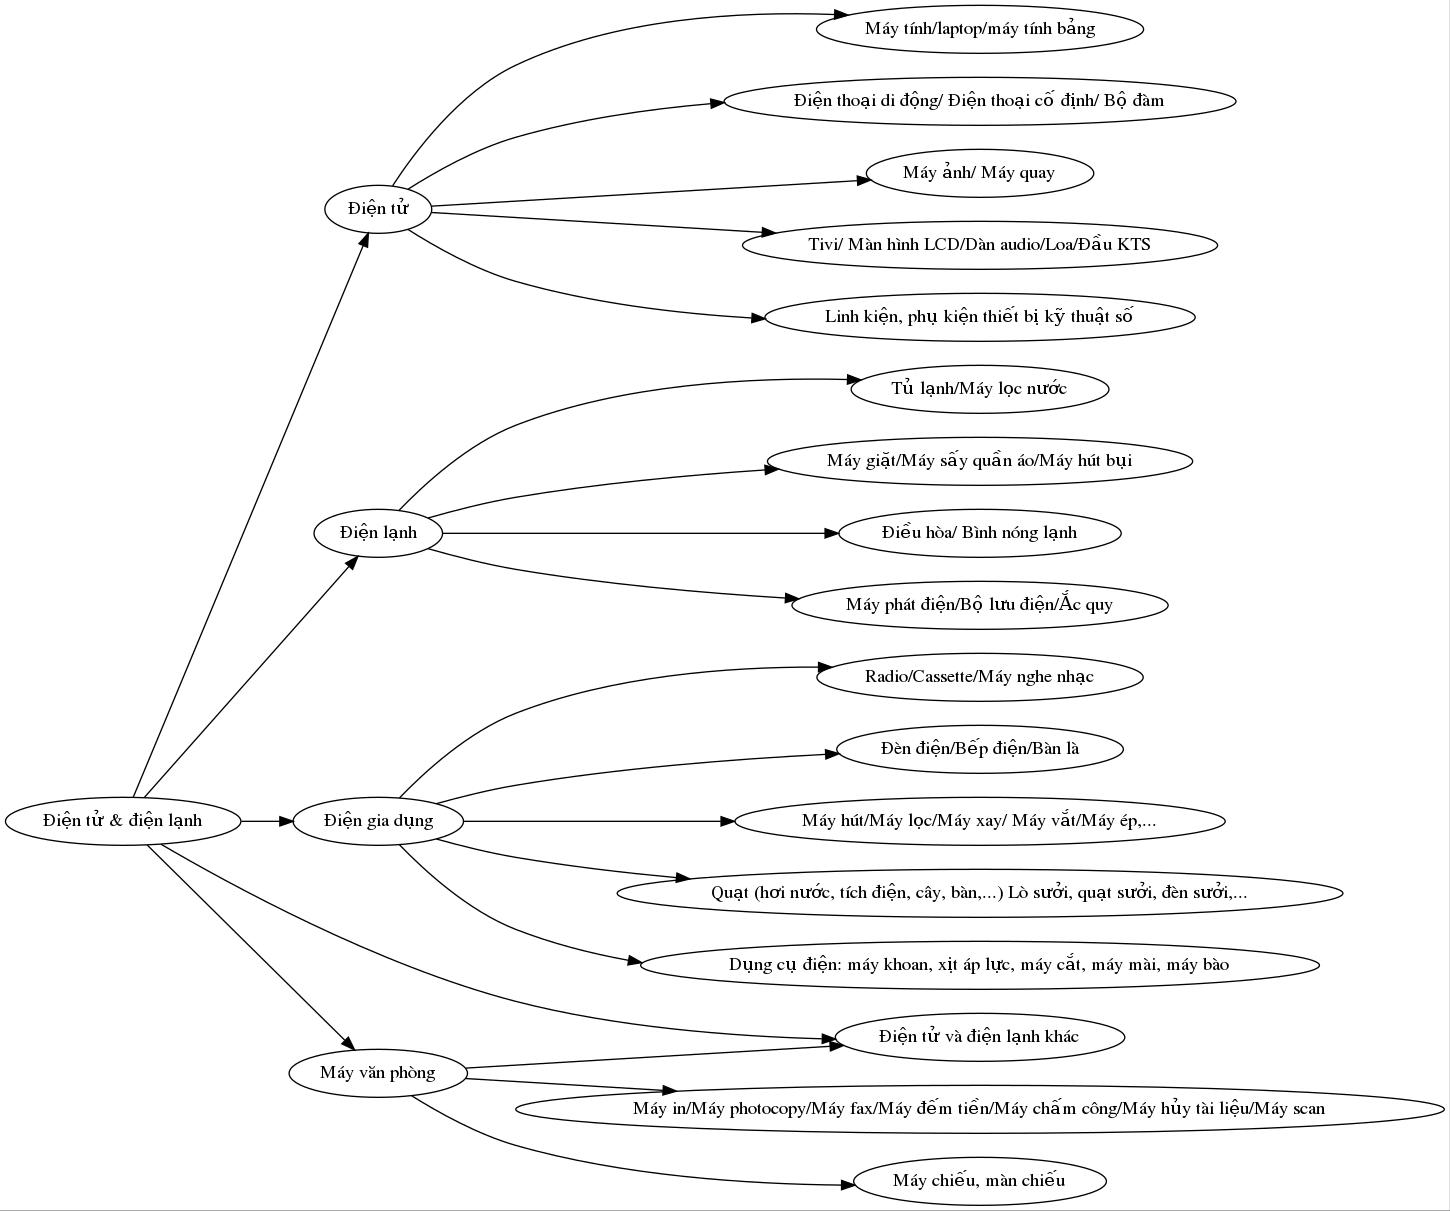 Máy tính/laptop/máy tính bảng
Điện thoại di động/ Điện thoại cố định/ Bộ đàm
Máy ảnh/ Máy quay
Điện tử
Tivi/ Màn hình LCD/Dàn audio/Loa/Đầu KTS
Linh kiện, phụ kiện thiết bị kỹ thuật số
Tủ lạnh/Máy lọc nước
Máy giặt/Máy sấy quần áo/Máy hút bụi
Điện lạnh
Điều hòa/ Bình nóng lạnh
Máy phát điện/Bộ lưu điện/Ắc quy
Radio/Cassette/Máy nghe nhạc
Đèn điện/Bếp điện/Bàn là
Điện tử & điện lạnh
Điện gia dụng
Máy hút/Máy lọc/Máy xay/ Máy vắt/Máy ép,...
Quạt (hơi nước, tích điện, cây, bàn,...) Lò sưởi, quạt sưởi, đèn sưởi,...
Dụng cụ điện: máy khoan, xịt áp lực, máy cắt, máy mài, máy bào
Điện tử và điện lạnh khác
Máy văn phòng
Máy in/Máy photocopy/Máy fax/Máy đếm tiền/Máy chấm công/Máy hủy tài liệu/Máy scan
Máy chiếu, màn chiếu